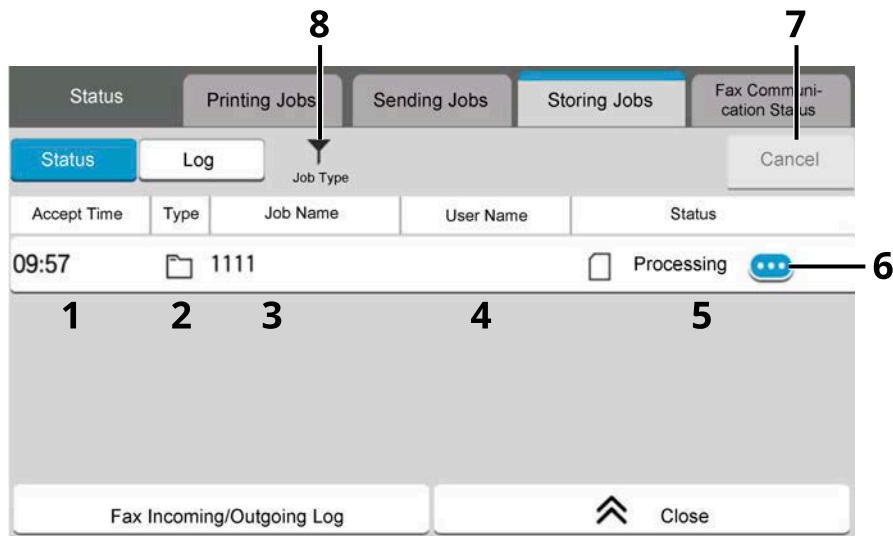 8 7
Status Printing Jobs Sending Jobs Storing Jobs Fax Communi-
cation Status
Status Log Job Type Cancel
Accept Time Type Job Name User Name Status
09:57 1111 Processing 6
1 2 3 4 5
Fax Incoming/Outgoing Log Close